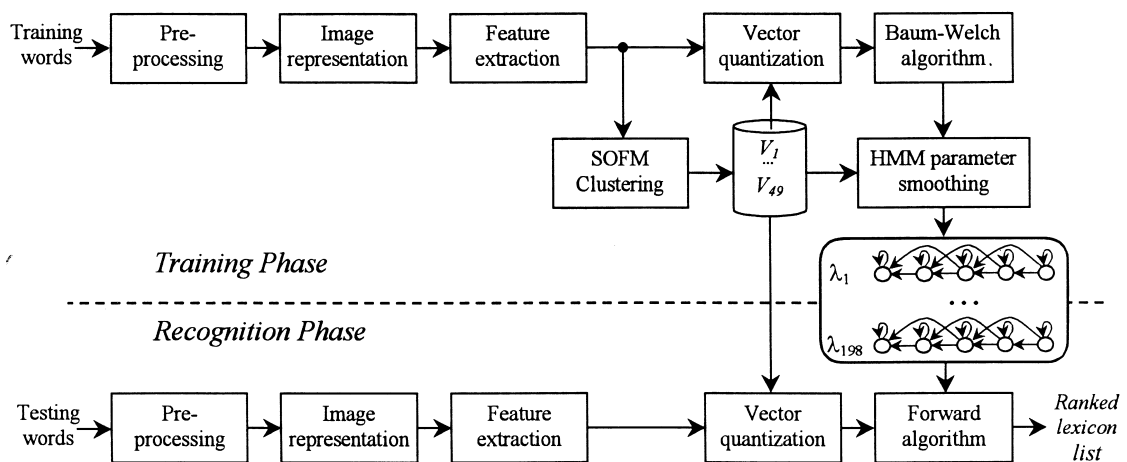 Training
words
Pre-
processing
Image
representation
Feature
extraction
Vector
quantization
Baum-Welch
algorithm.
SOFM
Clustering
V1
...
V49
HMM parameter
smoothing
Training Phase
λ1
...
Recognition Phase
λ198
Testing
words
Pre-
processing
Image
representation
Feature
extraction
Vector
quantization
Forward
algorithm
Ranked
lexicon
list